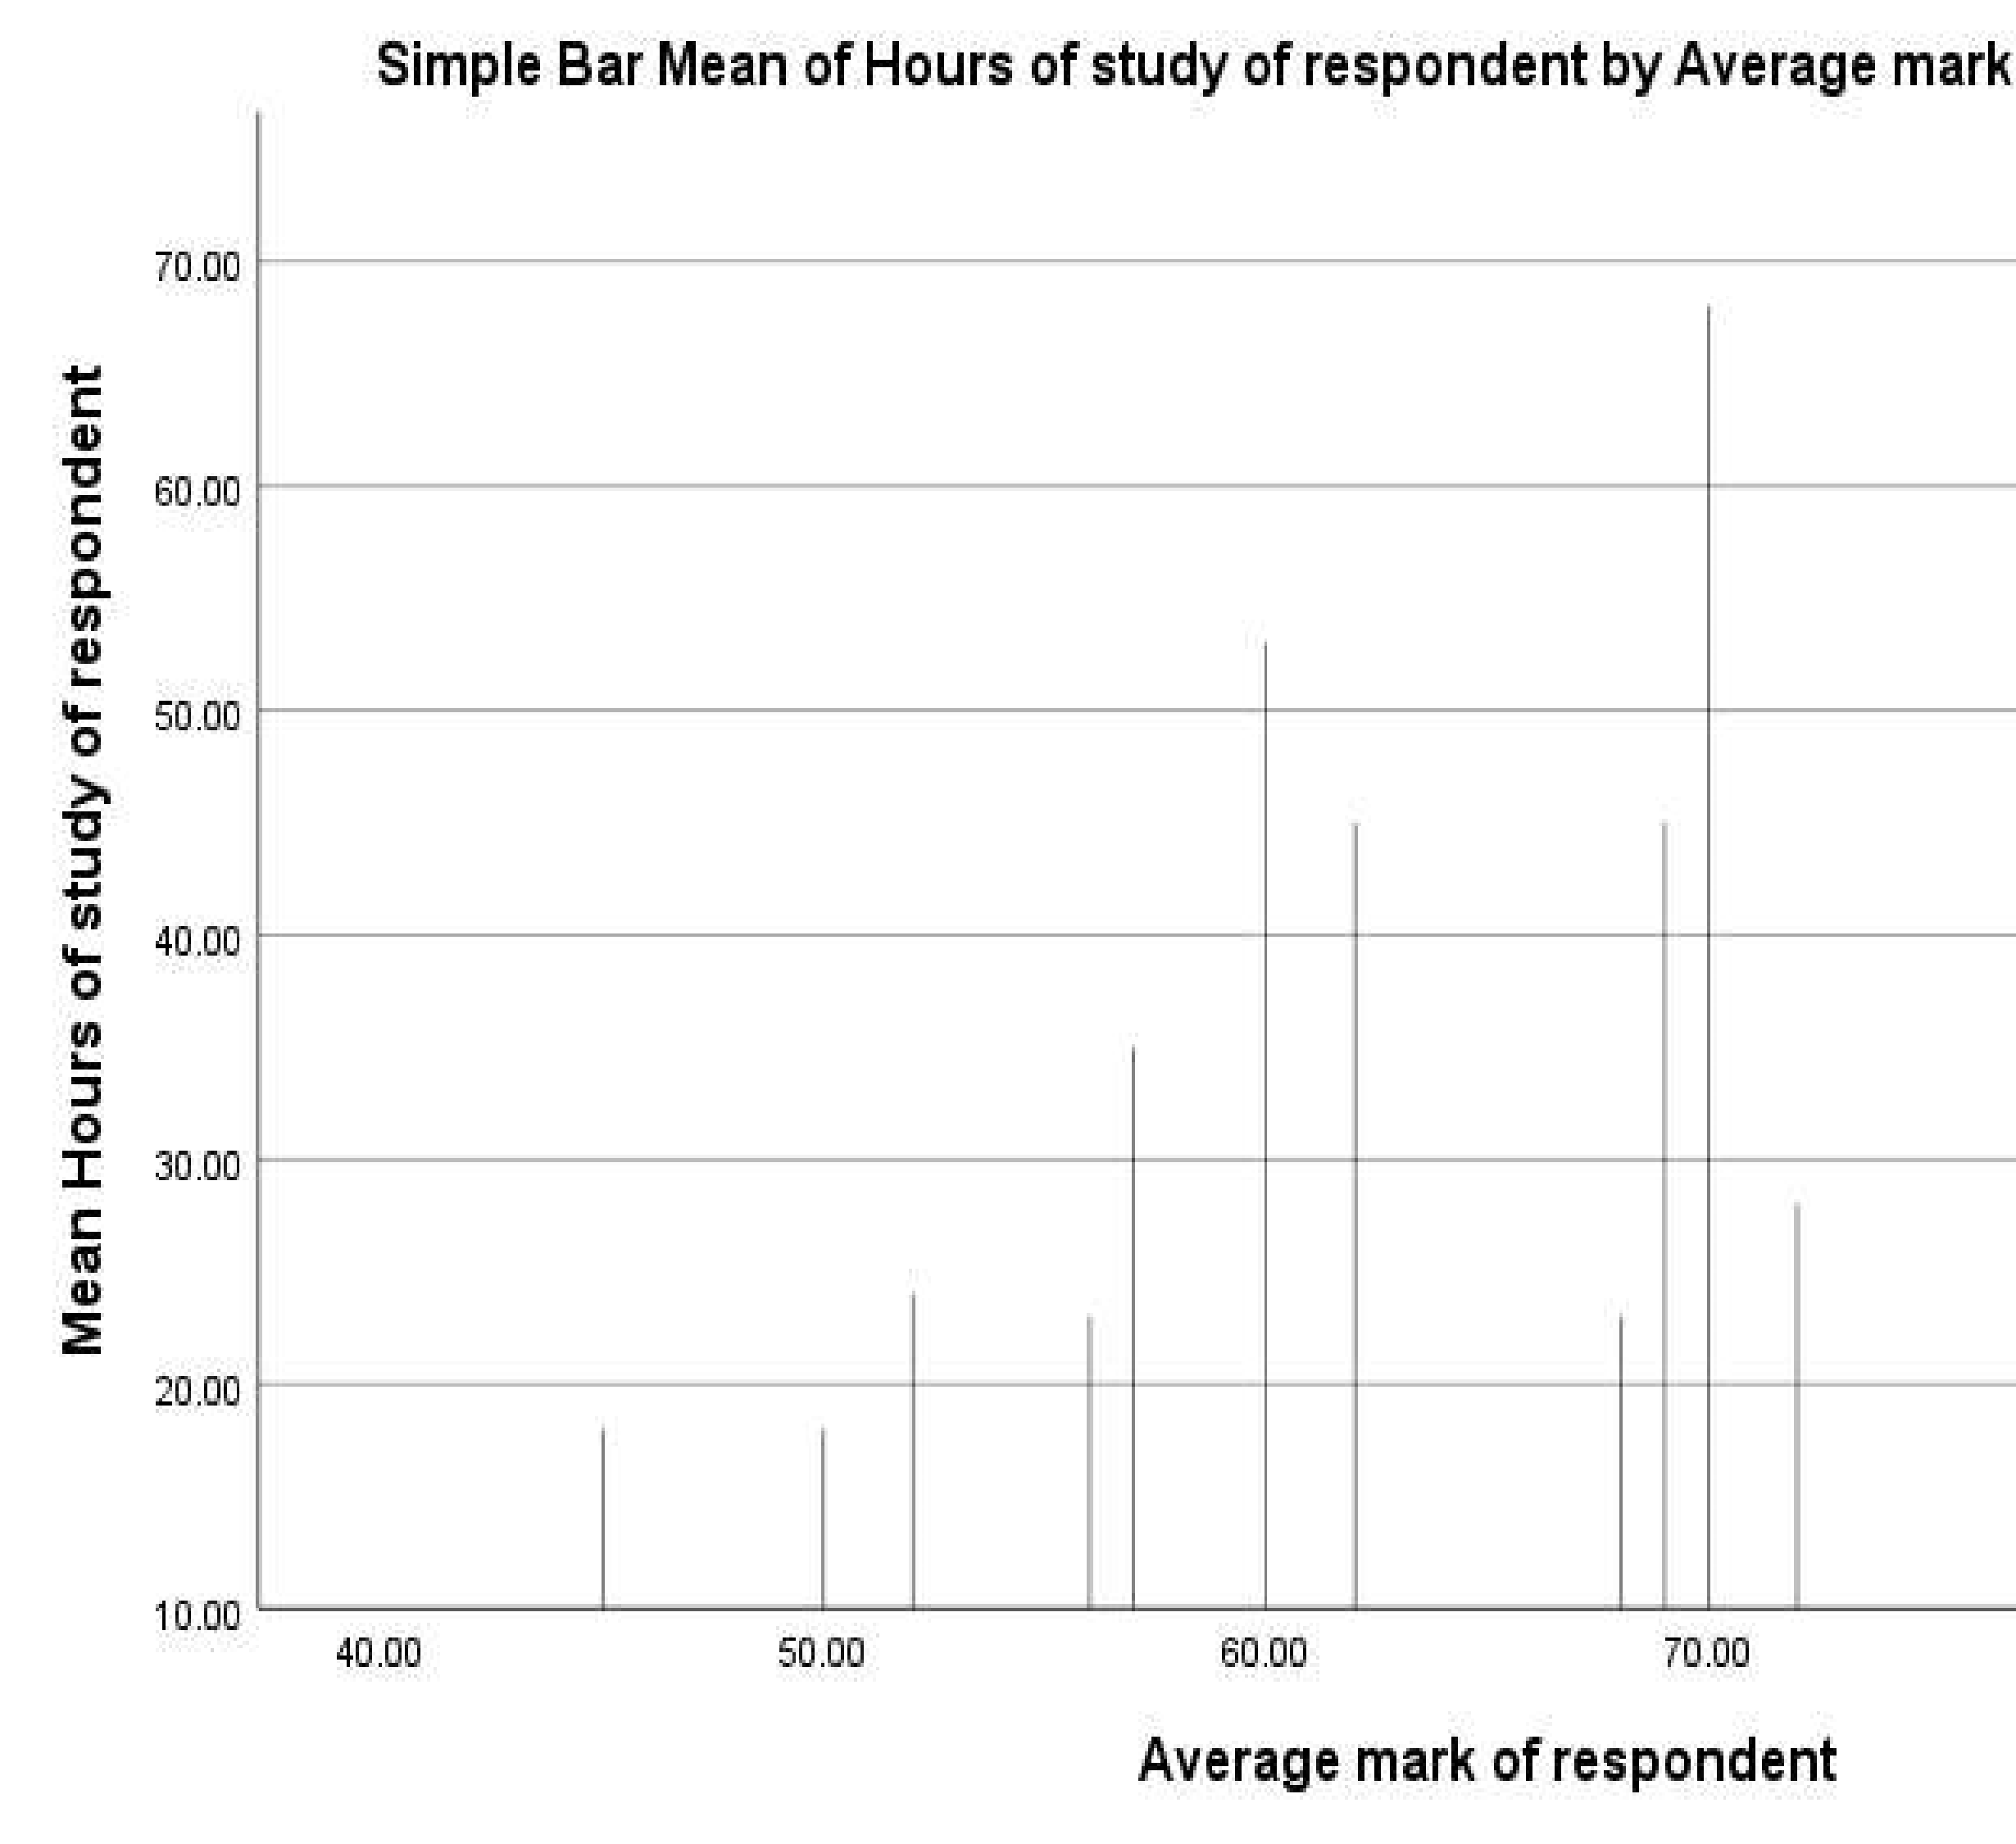 Simple Bar Mean of Hours of study of respondent by Average mark
Mean Hours of study of respondent
70.00
60.00
50.00
40.00
30.00
20.00
10.00
40.00 50.00 60.00 70.00
Average mark of respondent